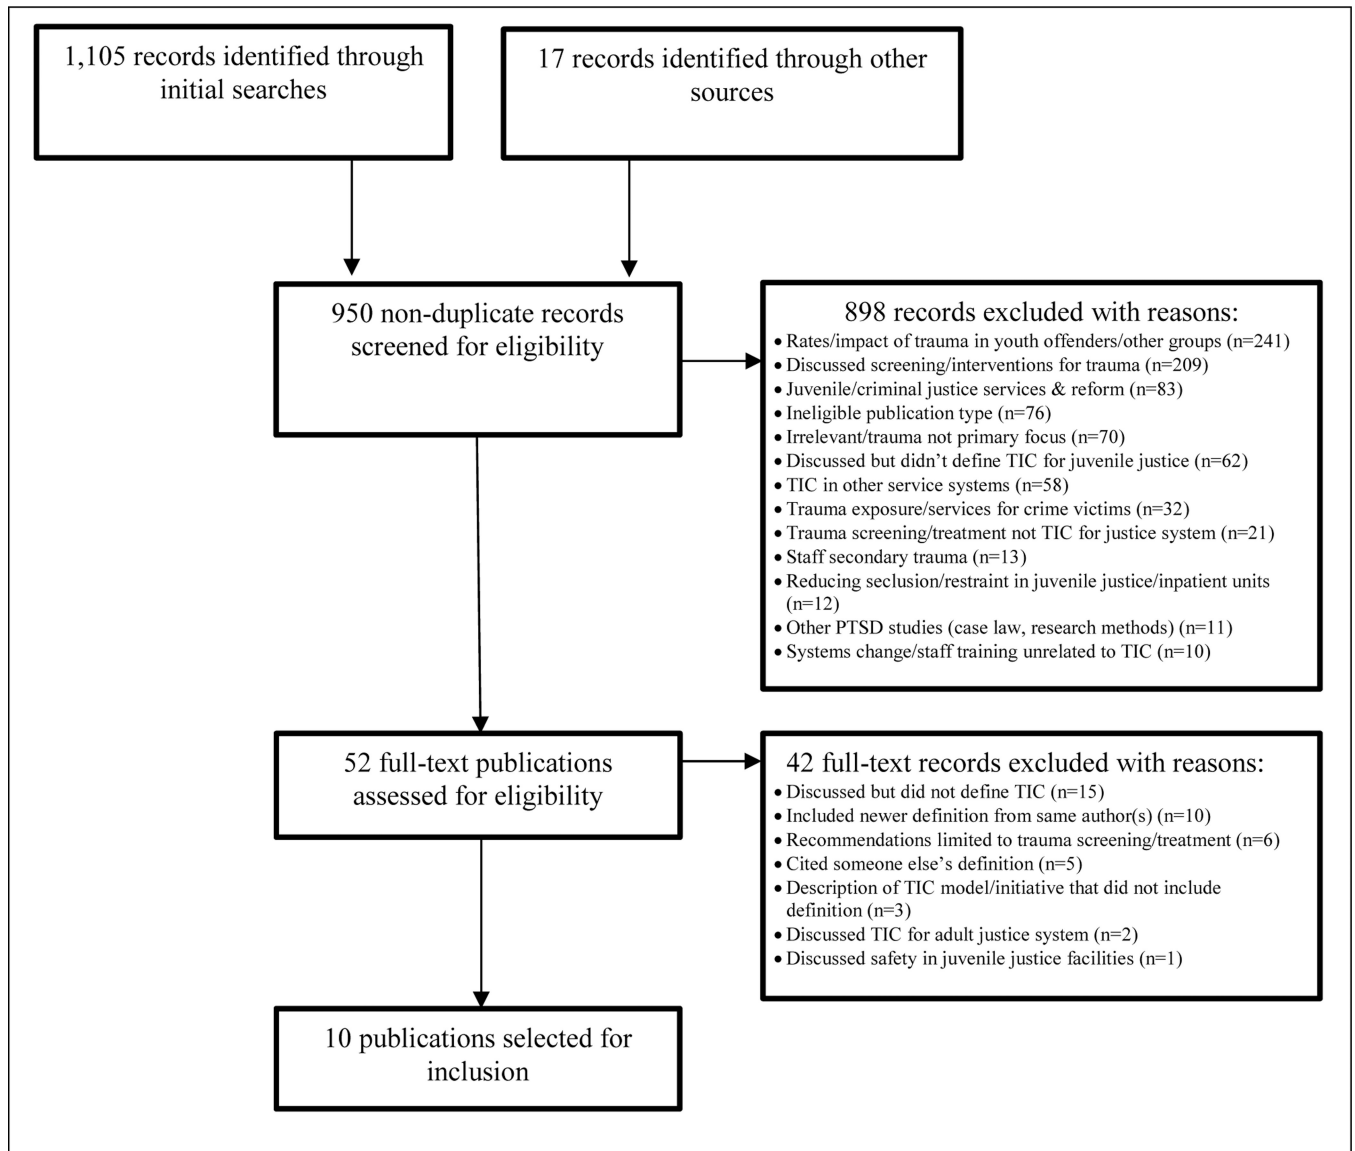 1,105 records identified through
initial searches
17 records identified through other
sources
950 non-duplicate records
screened for eligibility
898 records excluded with reasons:
• Rates/impact of trauma in youth offenders/other groups (n=241)
• Discussed screening/interventions for trauma (n=209)
• Juvenile/criminal justice services & reform (n=83)
• Ineligible publication type (n=76)
• Irrelevant/trauma not primary focus (n=70)
• Discussed but didn’t define TIC for juvenile justice (n=62)
• TIC in other service systems (n=58)
• Trauma exposure/services for crime victims (n=32)
• Trauma screening/treatment not TIC for justice system (n=21)
• Staff secondary trauma (n=13)
• Reducing seclusion/restraint in juvenile justice/inpatient units
(n=12)
• Other PTSD studies (case law, research methods) (n=11)
• Systems change/staff training unrelated to TIC (n=10)
52 full-text publications
assessed for eligibility
42 full-text records excluded with reasons:
• Discussed but did not define TIC (n=15)
• Included newer definition from same author(s) (n=10)
• Recommendations limited to trauma screening/treatment (n=6)
• Cited someone else’s definition (n=5)
• Description of TIC model/initiative that did not include
definition (n=3)
• Discussed TIC for adult justice system (n=2)
• Discussed safety in juvenile justice facilities (n=1)
10 publications selected for
inclusion